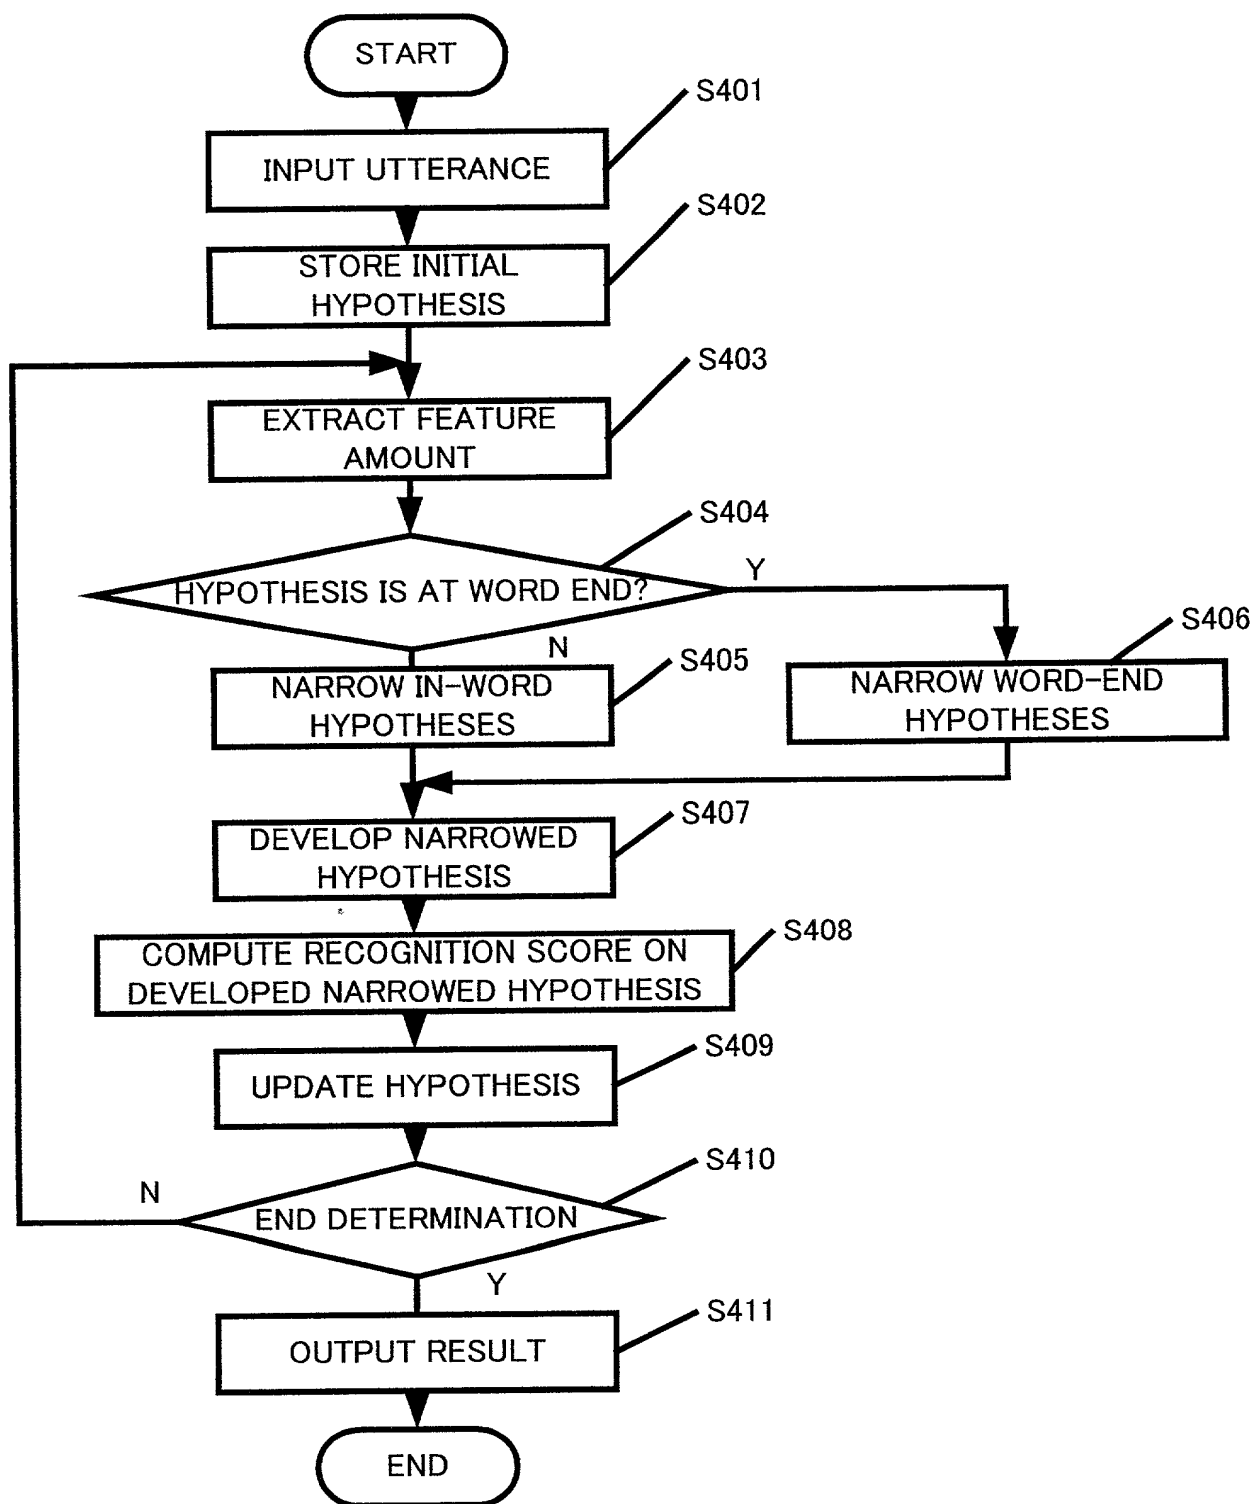 START
S401
INPUT UTTERANCE
S402
STORE INITIAL
HYPOTHESIS
S403
EXTRACT FEATURE
AMOUNT
S404
HYPOTHESIS IS AT WORD END?
Y
N
S405
NARROW IN-WORD
HYPOTHESES
S406
NARROW WORD-END
HYPOTHESES
S407
DEVELOP NARROWED
HYPOTHESIS
S408
COMPUTE RECOGNITION SCORE ON
DEVELOPED NARROWED HYPOTHESIS
S409
UPDATE HYPOTHESIS
S410
N
END DETERMINATION
Y
S411
OUTPUT RESULT
END